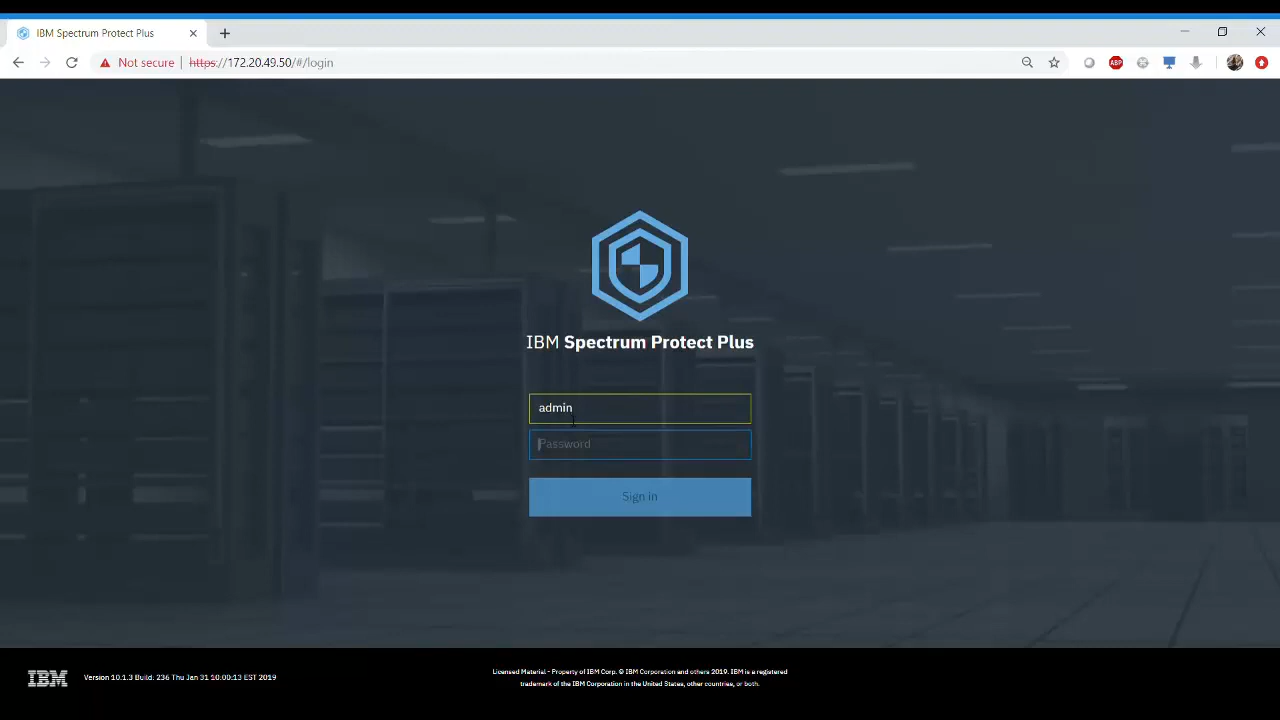 IBM Spectrum Protect Plus
Not secure | https://172.20.49.50/#/login
ABP
IBM Spectrum Protect Plus
admin
Password
Sign in
IBM
Version 10.1.3 Build: 236 Thu Jan 31 10:00:13 EST 2019
Licensed Material - Property of IBM Corp. © IBM Corporation and others 2019. IBM is a registered
trademark of the IBM Corporation in the United States, other countries, or both.